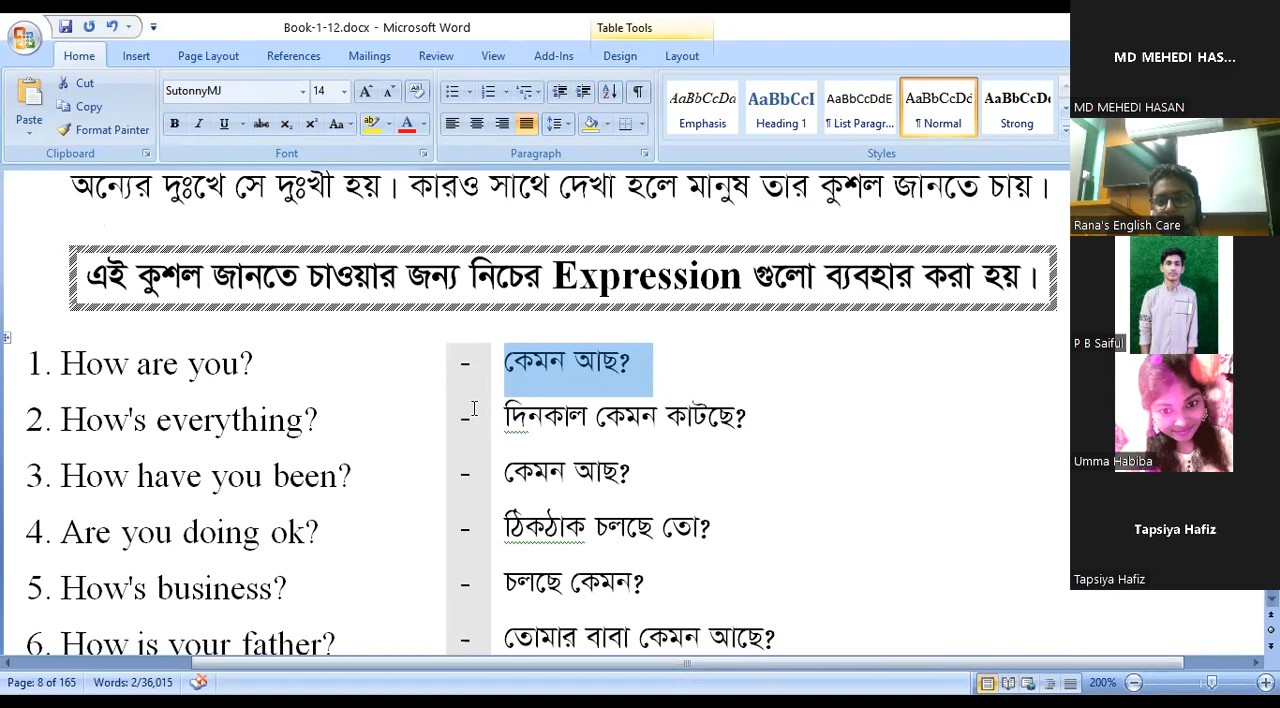 Book-1-12.docx - Microsoft Word
Table Tools
Home Insert Page Layout References Mailings Review View Add-Ins Design Layout
Paste
Cut
Copy
Format Painter
Clipboard
SutonnyMJ 14
Font
Paragraph
AaBbCcDd AaBbCcI AaBbCcDdE AaBbCcDd AaBbCcDd
Emphasis Heading 1 ¶ List Paragr... ¶ Normal Strong
Styles
অন্যের দুঃখে সে দুঃখী হয়। কারও সাথে দেখা হলে মানুষ তার কুশল জানতে চায়।
এই কুশল জানতে চাওয়ার জন্য নিচের Expression গুলো ব্যবহার করা হয়।
1. How are you? - কেমন আছ?
2. How's everything? - দিনকাল কেমন কাটছে?
3. How have you been? - কেমন আছ?
4. Are you doing ok? - ঠিকঠাক চলছে তো?
5. How's business? - চলছে কেমন?
6. How is your father? - তোমার বাবা কেমন আছে?
Page: 8 of 165 Words: 2/36,015 200%
MD MEHEDI HAS...
MD MEHEDI HASAN
Rana's English Care
P B Saiful
Umma Habiba
Tapsiya Hafiz
Tapsiya Hafiz